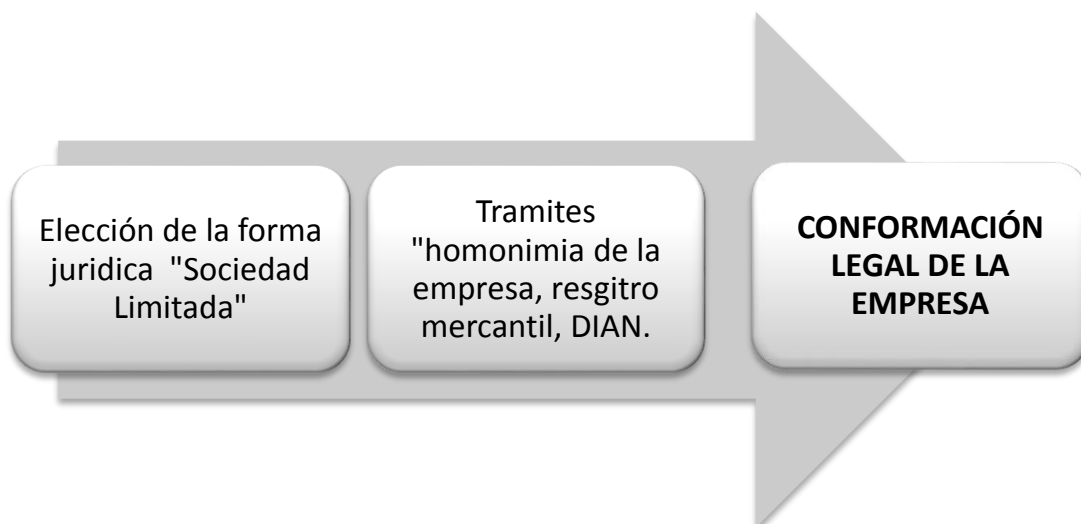 Elección de la forma
juridica "Sociedad
Limitada"
Tramites
"homonimia de la
empresa, resgitro
mercantil, DIAN.
CONFORMACIÓN
LEGAL DE LA
EMPRESA